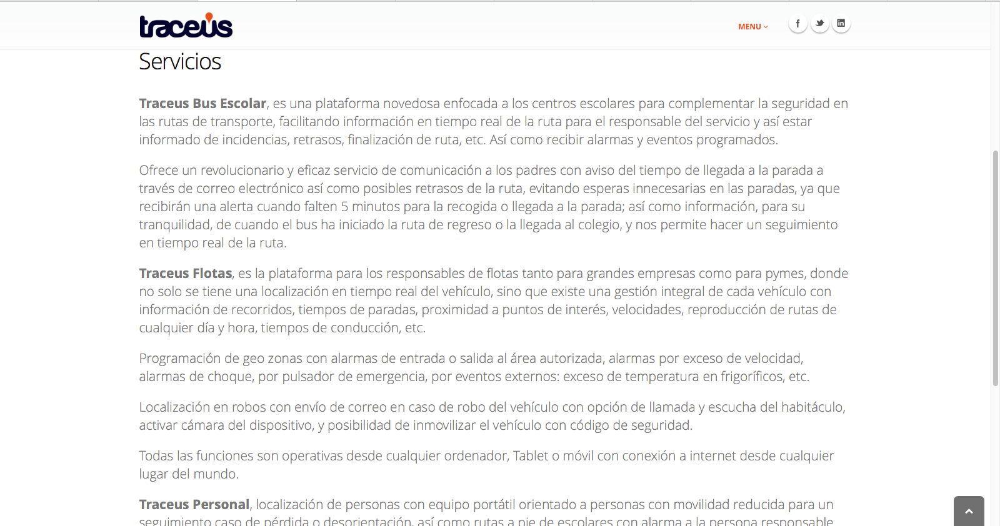 traceus
MENU
Servicios
Traceus Bus Escolar, es una plataforma novedosa enfocada a los centros escolares para complementar la seguridad en
las rutas de transporte, facilitando información en tiempo real de la ruta para el responsable del servicio y así estar
informado de incidencias, retrasos, finalización de ruta, etc. Así como recibir alarmas y eventos programados.
Ofrece un revolucionario y eficaz servicio de comunicación a los padres con aviso del tiempo de llegada a la parada a
través de correo electrónico así como posibles retrasos de la ruta, evitando esperas innecesarias en las paradas, ya que
recibirán una alerta cuando falten 5 minutos para la recogida o llegada a la parada; así como información, para su
tranquilidad, de cuando el bus ha iniciado la ruta de regreso o la llegada al colegio, y nos permite hacer un seguimiento
en tiempo real de la ruta.
Traceus Flotas, es la plataforma para los responsables de flotas tanto para grandes empresas como para pymes, donde
no solo se tiene una localización en tiempo real del vehículo, sino que existe una gestión integral de cada vehículo con
información de recorridos, tiempos de paradas, proximidad a puntos de interés, velocidades, reproducción de rutas de
cualquier día y hora, tiempos de conducción, etc.
Programación de geo zonas con alarmas de entrada o salida al área autorizada, alarmas por exceso de velocidad,
alarmas de choque, por pulsador de emergencia, por eventos externos: exceso de temperatura en frigoríficos, etc.
Localización en robos con envío de correo en caso de robo del vehículo con opción de llamada y escucha del habitáculo,
activar cámara del dispositivo, y posibilidad de inmovilizar el vehículo con código de seguridad.
Todas las funciones son operativas desde cualquier ordenador, Tablet o móvil con conexión a internet desde cualquier
lugar del mundo.
Traceus Personal, localización de personas con equipo portátil orientado a personas con movilidad reducida para un
seguimiento caso de pérdida o desorientación, así como rutas a pie de escolares con alarma a la persona responsable